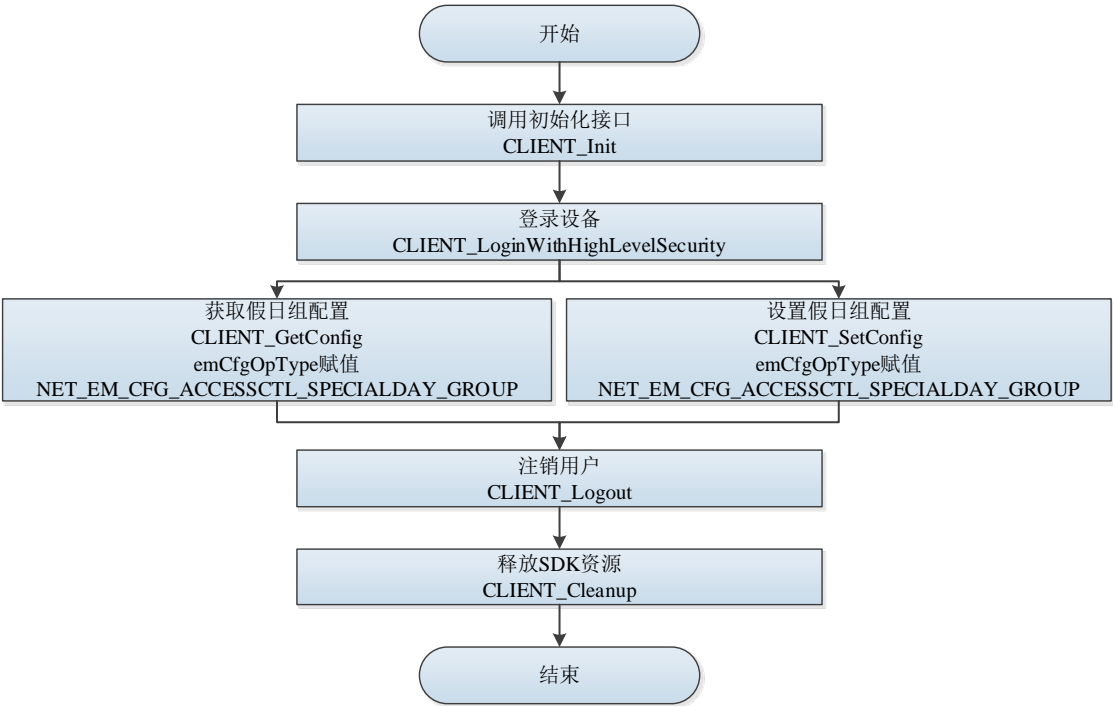 开始
调用初始化接口
CLIENT_Init
登录设备
CLIENT_LoginWithHighLevelSecurity
获取假日组配置
CLIENT_GetConfig
emCfgOpType赋值
NET_EM_CFG_ACCESSCTL_SPECIALDAY_GROUP
设置假日组配置
CLIENT_SetConfig
emCfgOpType赋值
NET_EM_CFG_ACCESSCTL_SPECIALDAY_GROUP
注销用户
CLIENT_Logout
释放SDK资源
CLIENT_Cleanup
结束